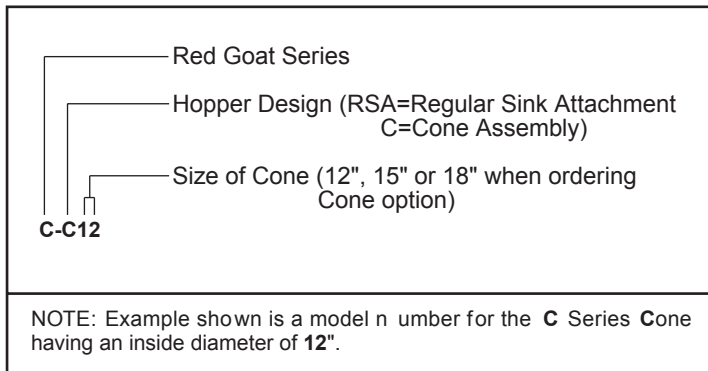 Red Goat Series
Hopper Design (RSA=Regular Sink Attachment
C=Cone Assembly)
Size of Cone (12", 15" or 18" when ordering
Cone option)
C-C12
NOTE: Example shown is a model n umber for the C Series Cone
having an inside diameter of 12".